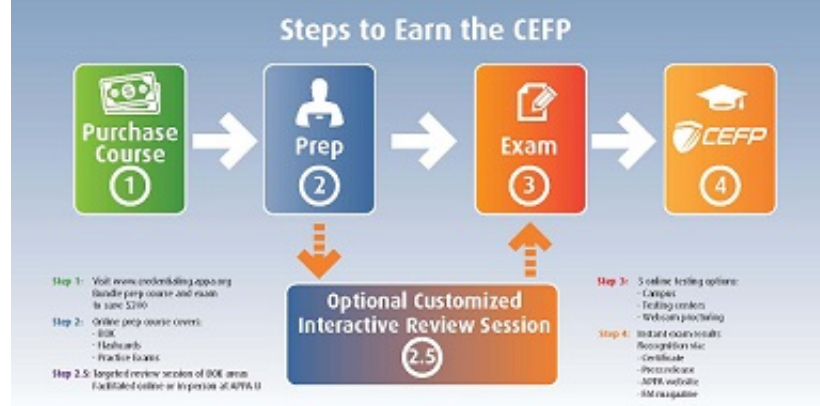 Steps to Earn the CEFP
Purchase
Course
1
Prep
2
Exam
3
CEFP
4
Optional Customized
Interactive Review Session
2.5
Step 1: Visit www.credentialing.appa.org
Bundle prep course and exam
to save $200
Step 2: Online prep course covers:
- BOK
- Flashcards
- Practice Exams
Step 2.5: Targeted review session of BOK areas
Facilitated online or in person at APPA U
Step 3: 3 online testing options:
- Campus
- Testing centers
- Webcam proctoring
Step 4: Instant exam results
Recognition via:
- Certificate
- Press release
- APPA website
- FM magazine